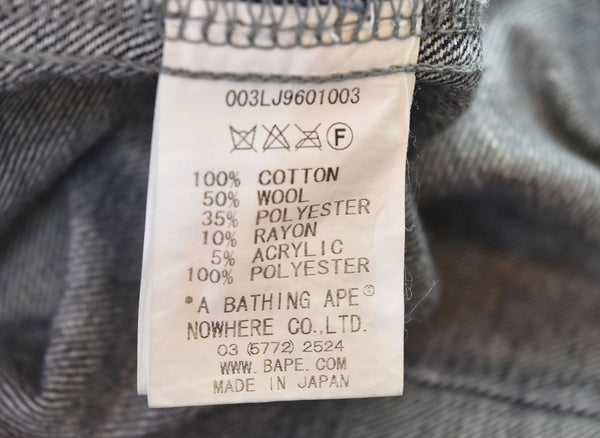 003LJ9601003
F
100% COTTON
50% WOOL
35% POLYESTER
10% RAYON
5% ACRYLIC
100% POLYESTER
*A BATHING APE®
NOWHERE CO.,LTD.
03 (5772) 2524
WWW. BAPE. COM
MADE IN JAPAN